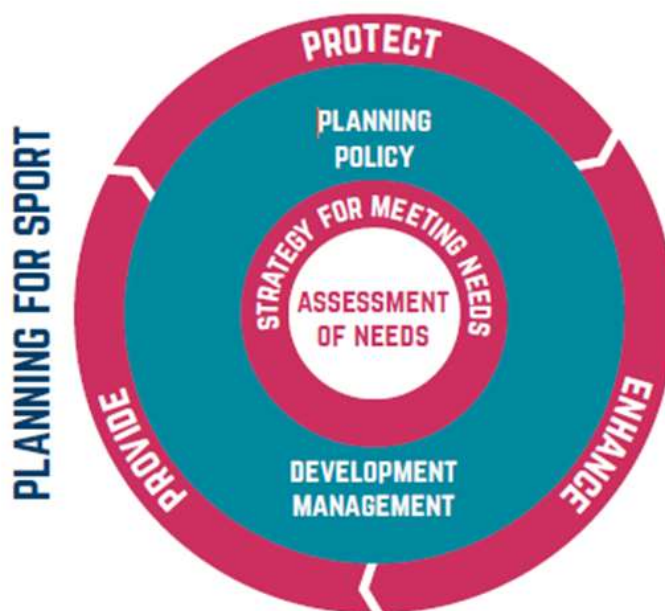 PLANNING FOR SPORT
PROTECT
PLANNING
POLICY
STRATEGY FOR MEETING NEEDS
ASSESSMENT
OF NEEDS
DEVELOPMENT
MANAGEMENT
PROVIDE
ENHANCE